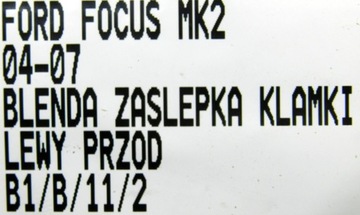 FORD FOCUS MK2
04-07
BLENDA ZASLEPKA KLAMKI
LEWY PRZOD
B1/B/11/2